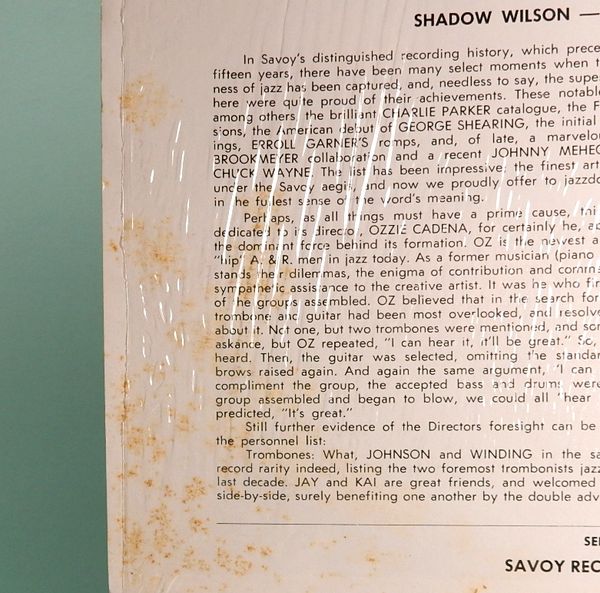 SHADOW WILSON —
In Savoy's distinguished recording history, which prece
fifteen years, there have been many select moments when t
ness of jazz has been captured, and, needless to say, the supe
here were quite proud of their achievements. These notabl
among others, the brilliant CHARLIE PARKER catalogue, the F
sions, the American debut of GEORGE SHEARING, the initial
ings, ERROLL GARNER'S romps, and, of late, a marvelou
BROOKMEYER collaboration and a recent JOHNNY MEHEG
CHUCK WAYNE. The list has been impressive, the finest art
under the Savoy aegis, and now we proudly offer to jazzdo
in the fullest sense of the word's meaning.
Perhaps, as all things must have a prime cause, thi
dedicated to its director, OZZIE CADENA, for certainly he, ac
the dominant force behind its formation. OZ is the newest a
"hip" A. & R. men in jazz today. As a former musician (piano
stands their dilemmas, the enigma of contribution and comm
sympathetic assistance to the creative artist. It was he who fir
of the groups assembled. OZ believed that in the search for
trombone and guitar had been most overlooked, and resolve
about it. Not one, but two trombones were mentioned, and som
askance, but OZ repeated, "I can hear it, it'll be great." So,
heard. Then, the guitar was selected, omitting the standar
brows raised again. And again the same argument, "I can
compliment the group, the accepted bass and drums were
group assembled and began to blow, we could all "hear
predicted, "It's great."
Still further evidence of the Directors foresight can be
the personnel list:
Trombones: What, JOHNSON and WINDING in the sa
record rarity indeed, listing the two foremost trombonists jazz
last decade. JAY and KAI are great friends, and welcomed
side-by-side, surely benefiting one another by the double adv
SE
SAVOY REC